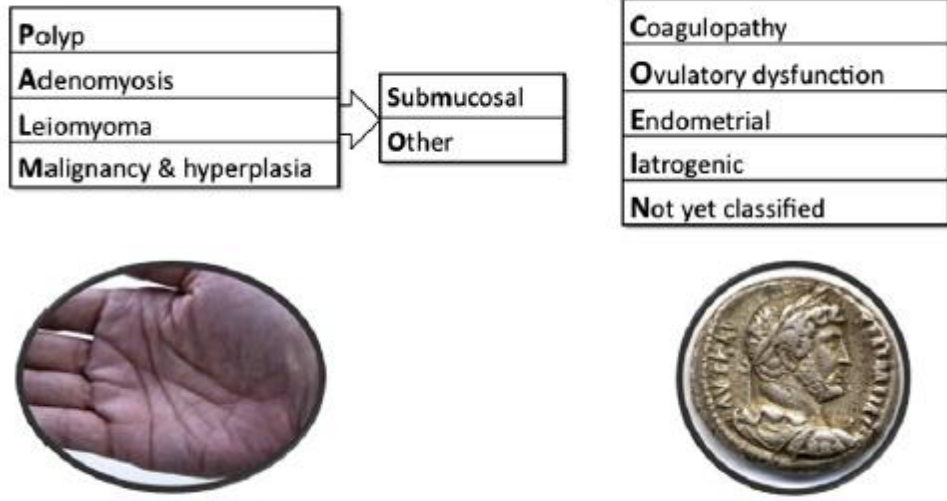 Polyp
Adenomyosis
Leiomyoma
Malignancy & hyperplasia
Submucosal
Other
Coagulopathy
Ovulatory dysfunction
Endometrial
Iatrogenic
Not yet classified